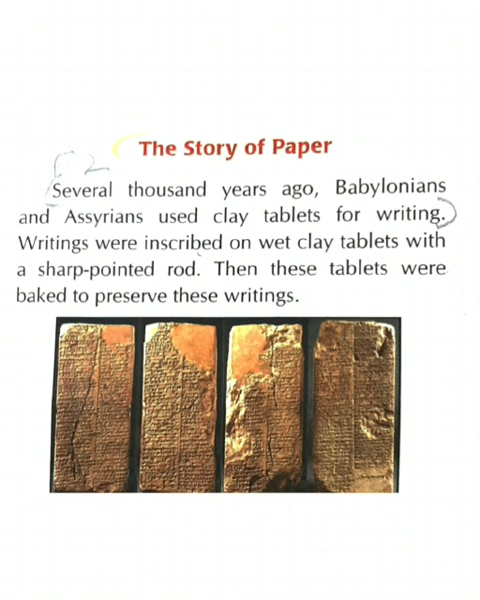 The Story of Paper
Several thousand years ago, Babylonians
and Assyrians used clay tablets for writing.
Writings were inscribed on wet clay tablets with
a sharp-pointed rod. Then these tablets were
baked to preserve these writings.